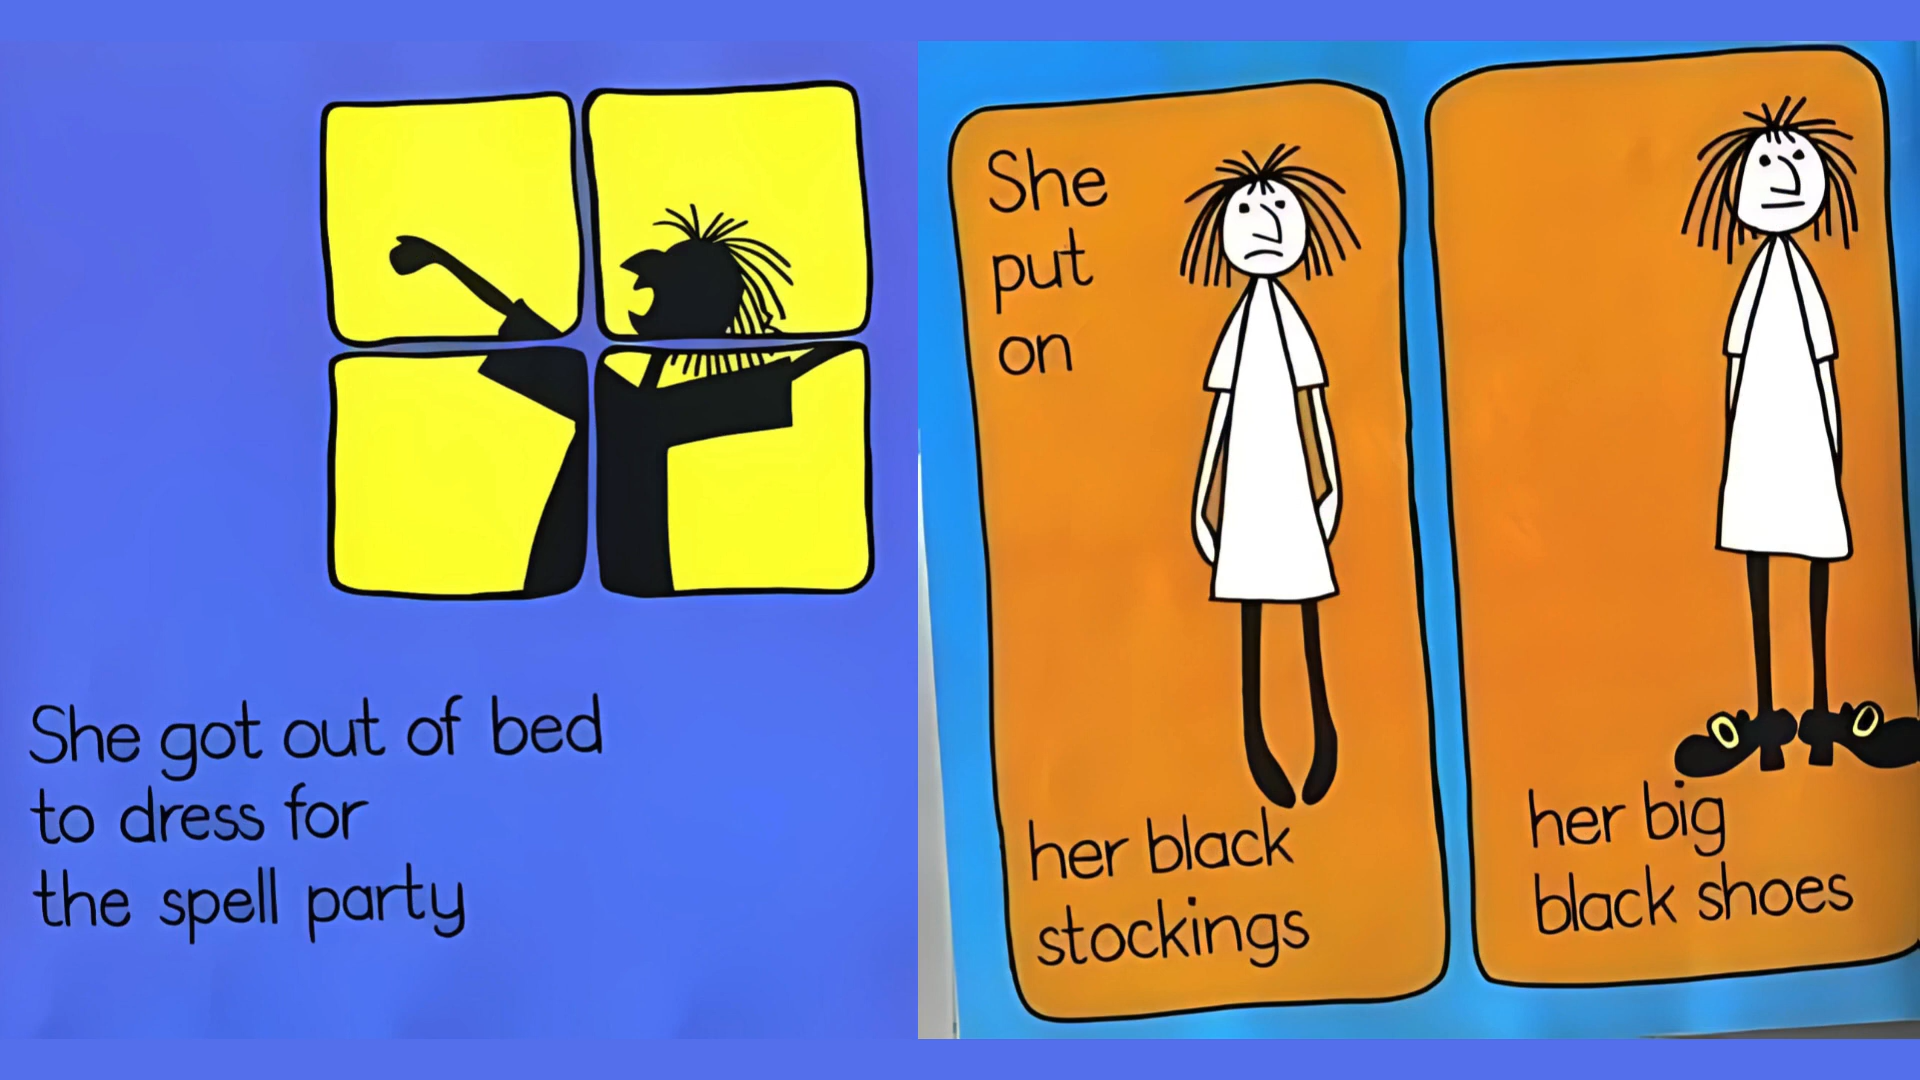 She got out of bed
to dress for
the spell party
She
put
on
her black
stockings
her big
black shoes